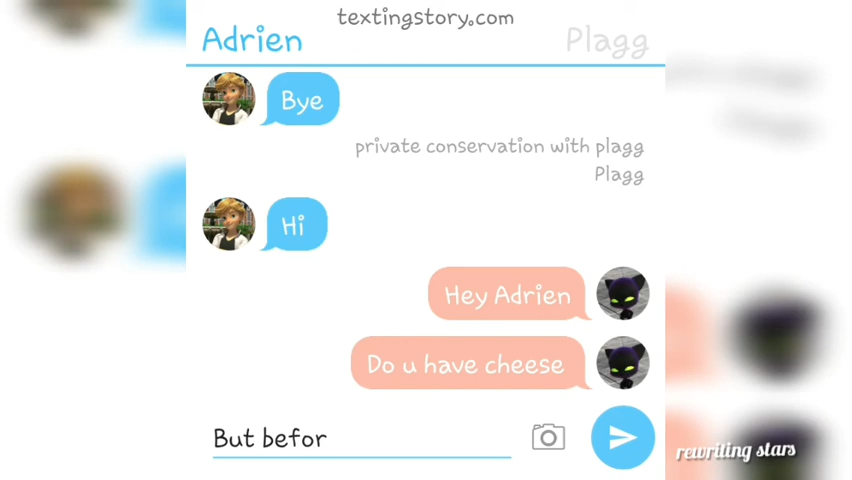 textingstory.com
Adrien
Plagg
Bye
private conservation with plagg
Plagg
Hi
Hey Adrien
Do u have cheese
But befor
rewriting stars